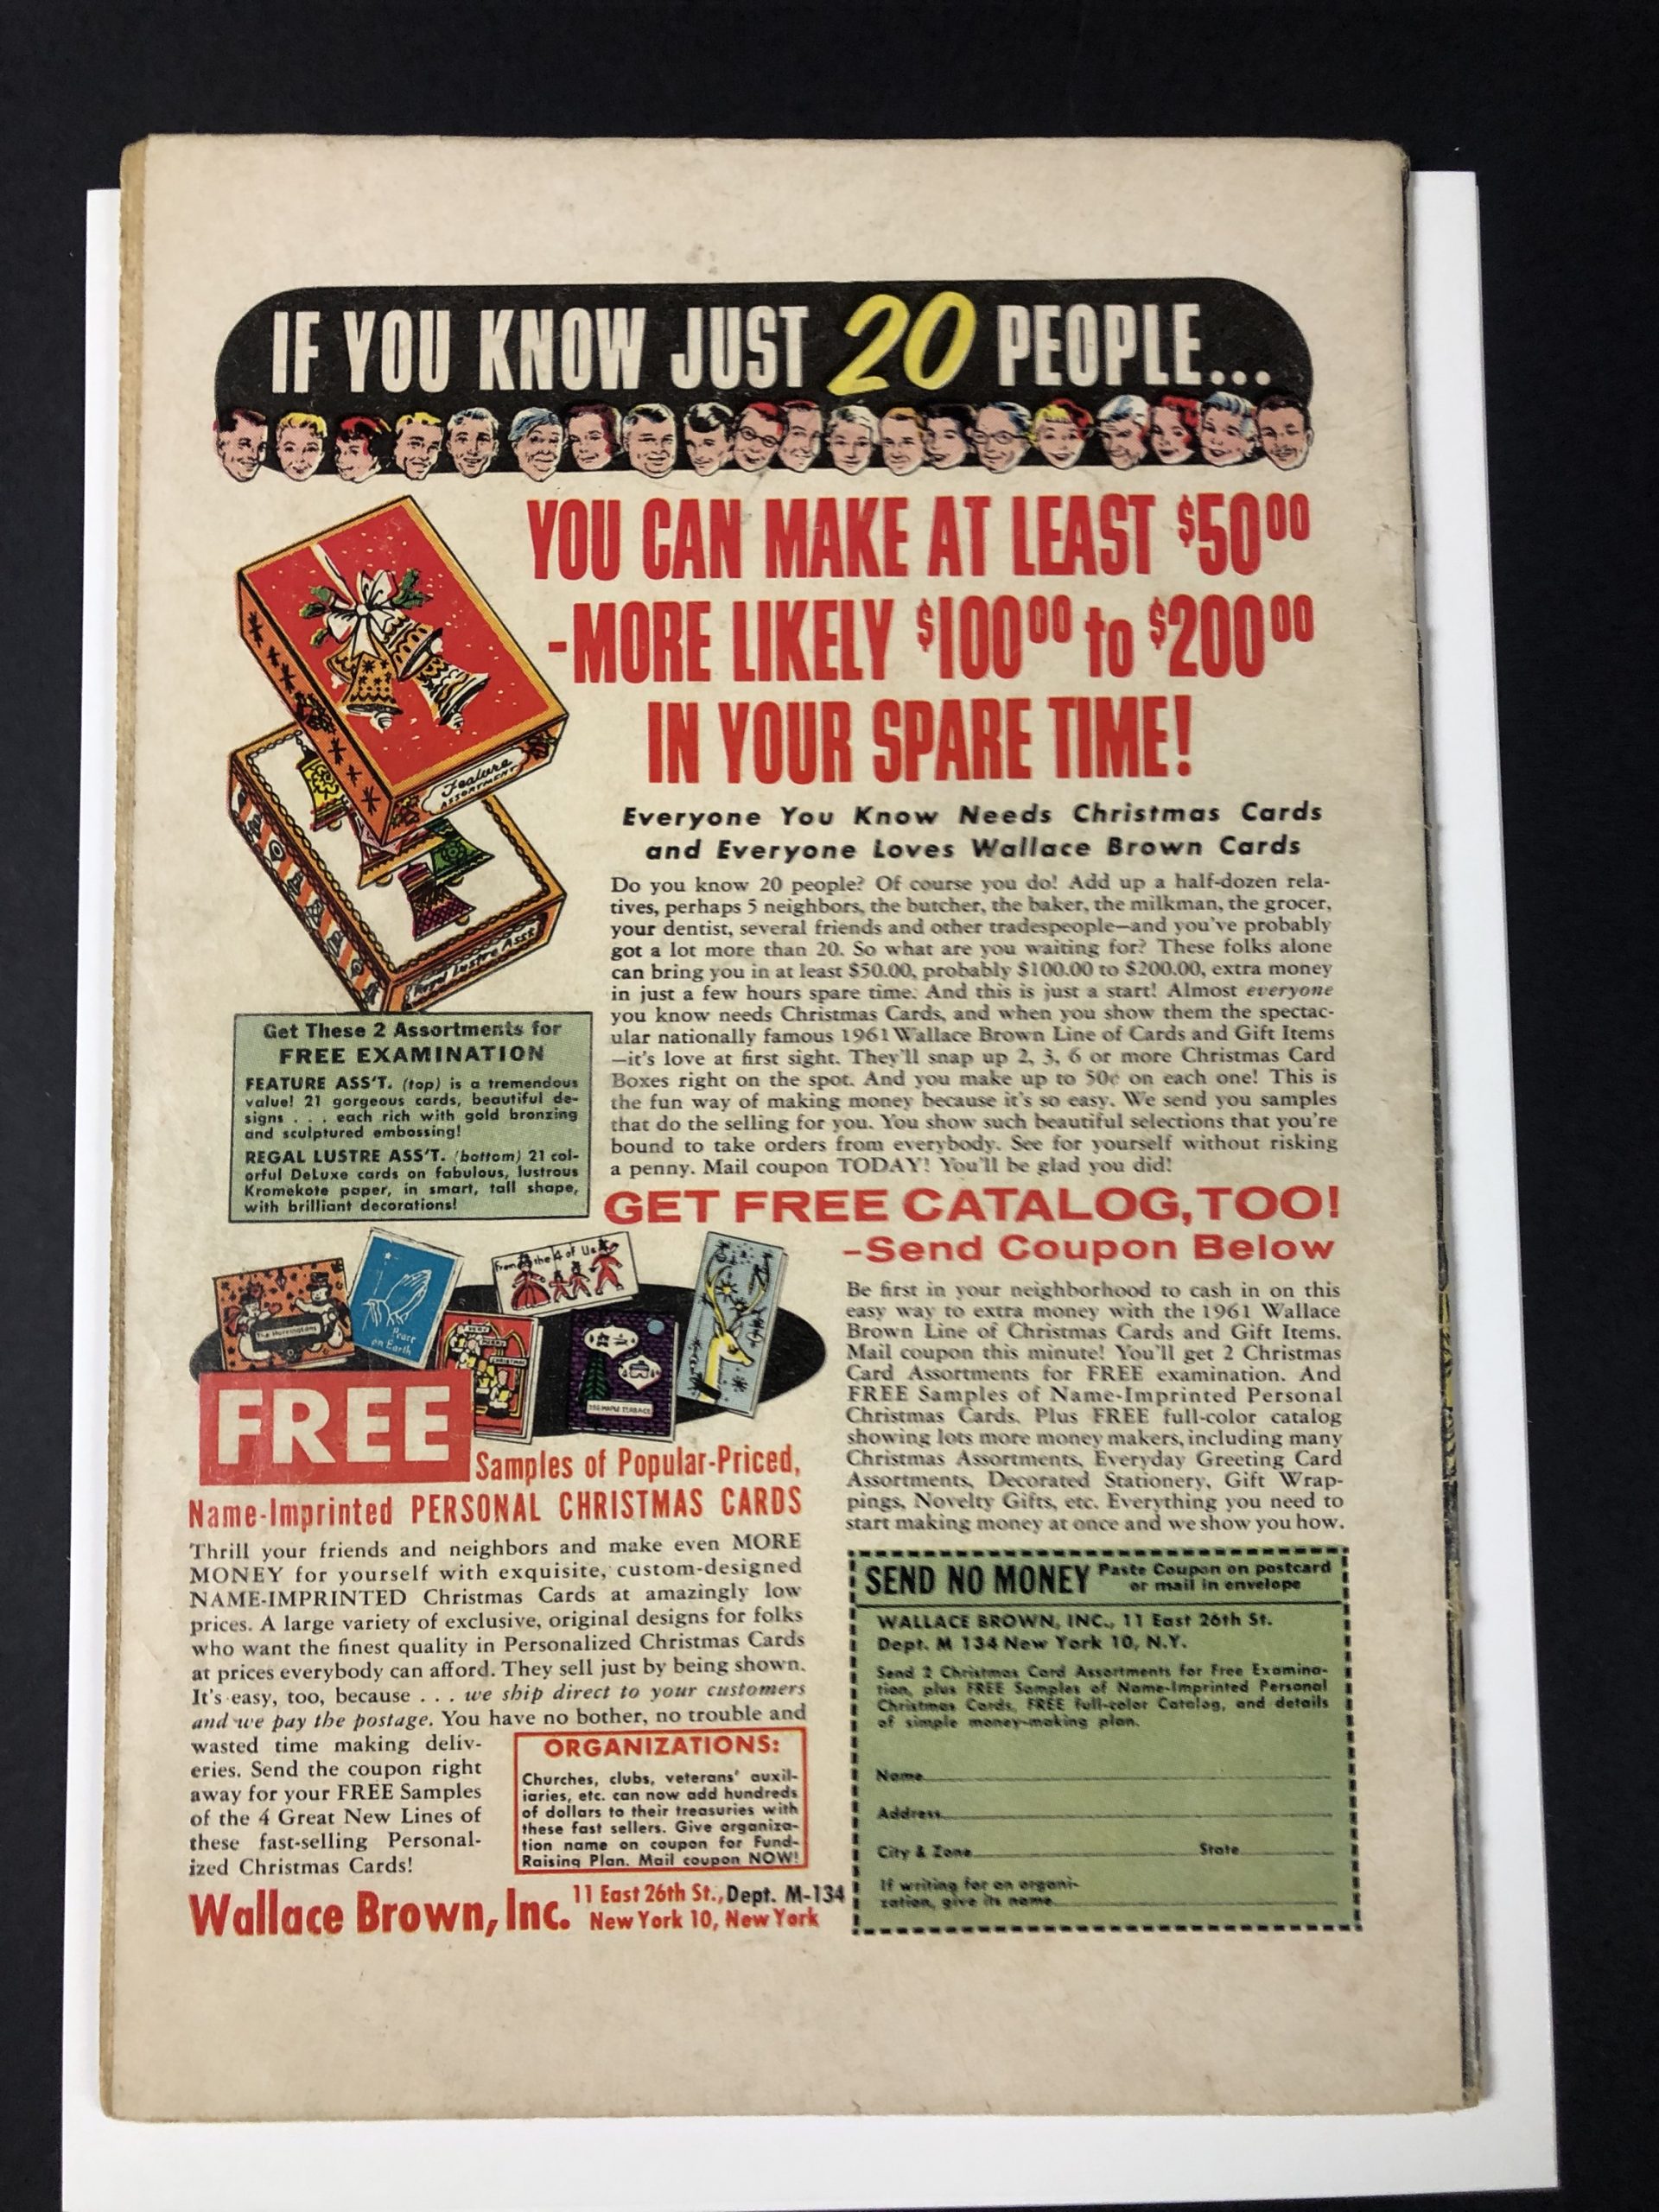 IF YOU KNOW JUST 20 PEOPLE...
YOU CAN MAKE AT LEAST $50 00
-MORE LIKELY $100 00 to $200 00
IN YOUR SPARE TIME!
Feature
ASSORTMENT
Regal Lustre Asst
Everyone You Know Needs Christmas Cards
and Everyone Loves Wallace Brown Cards
Do you know 20 people? Of course you do! Add up a half-dozen rela-
tives, perhaps 5 neighbors, the butcher, the baker, the milkman, the grocer,
your dentist, several friends and other tradespeople—and you've probably
got a lot more than 20. So what are you waiting for? These folks alone
can bring you in at least $50.00, probably $100.00 to $200.00, extra money
in just a few hours spare time. And this is just a start! Almost everyone
you know needs Christmas Cards, and when you show them the spectac-
ular nationally famous 1961 Wallace Brown Line of Cards and Gift Items
—it's love at first sight. They'll snap up 2, 3, 6 or more Christmas Card
Boxes right on the spot. And you make up to 50¢ on each one! This is
the fun way of making money because it's so easy. We send you samples
that do the selling for you. You show such beautiful selections that you're
bound to take orders from everybody. See for yourself without risking
a penny. Mail coupon TODAY! You'll be glad you did!
Get These 2 Assortments for
FREE EXAMINATION
FEATURE ASS'T. (top) is a tremendous
value! 21 gorgeous cards, beautiful de-
signs . . . each rich with gold bronzing
and sculptured embossing!
REGAL LUSTRE ASS'T. (bottom) 21 col-
orful DeLuxe cards on fabulous, lustrous
Kromekote paper, in smart, tall shape,
with brilliant decorations!
GET FREE CATALOG, TOO!
-Send Coupon Below
The Harringtons
Peace
on Earth
From the 4 of Us
MERRY
CHRISTMAS
FREE
Samples of Popular-Priced,
Name-Imprinted PERSONAL CHRISTMAS CARDS
Thrill your friends and neighbors and make even MORE
MONEY for yourself with exquisite, custom-designed
NAME-IMPRINTED Christmas Cards at amazingly low
prices. A large variety of exclusive, original designs for folks
who want the finest quality in Personalized Christmas Cards
at prices everybody can afford. They sell just by being shown.
It's easy, too, because . . . we ship direct to your customers
and we pay the postage. You have no bother, no trouble and
wasted time making deliv-
eries. Send the coupon right
away for your FREE Samples
of the 4 Great New Lines of
these fast-selling Personal-
ized Christmas Cards!
ORGANIZATIONS:
Churches, clubs, veterans' auxil-
iaries, etc. can now add hundreds
of dollars to their treasuries with
these fast sellers. Give organiza-
tion name on coupon for Fund-
Raising Plan. Mail coupon NOW!
Wallace Brown, Inc. 11 East 26th St., Dept. M-134
New York 10, New York
Be first in your neighborhood to cash in on this
easy way to extra money with the 1961 Wallace
Brown Line of Christmas Cards and Gift Items.
Mail coupon this minute! You'll get 2 Christmas
Card Assortments for FREE examination. And
FREE Samples of Name-Imprinted Personal
Christmas Cards. Plus FREE full-color catalog
showing lots more money makers, including many
Christmas Assortments, Everyday Greeting Card
Assortments, Decorated Stationery, Gift Wrap-
pings, Novelty Gifts, etc. Everything you need to
start making money at once and we show you how.
SEND NO MONEY Paste Coupon on postcard
or mail in envelope
WALLACE BROWN, INC., 11 East 26th St.
Dept. M 134 New York 10, N.Y.
Send 2 Christmas Card Assortments for Free Examina-
tion, plus FREE Samples of Name-Imprinted Personal
Christmas Cards, FREE full-color Catalog, and details
of simple money-making plan.
Name
Address
City & Zone State
If writing for an organi-
zation, give its name